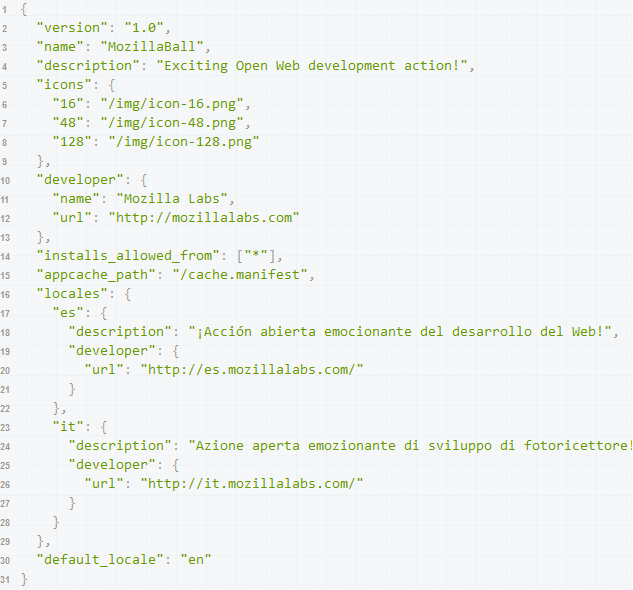 1 {
2   "version": "1.0",
3   "name": "MozillaBall",
4   "description": "Exciting Open Web development action!",
5   "icons": {
6     "16": "/img/icon-16.png",
7     "48": "/img/icon-48.png",
8     "128": "/img/icon-128.png"
9   },
10   "developer": {
11     "name": "Mozilla Labs",
12     "url": "http://mozillalabs.com"
13   },
14   "installs_allowed_from": ["*"],
15   "appcache_path": "/cache.manifest",
16   "locales": {
17     "es": {
18       "description": "¡Acción abierta emocionante del desarrollo del Web!",
19       "developer": {
20         "url": "http://es.mozillalabs.com/"
21       }
22     },
23     "it": {
24       "description": "Azione aperta emozionante di sviluppo di fotoricettore!
25       "developer": {
26         "url": "http://it.mozillalabs.com/"
27       }
28     }
29   },
30   "default_locale": "en"
31 }